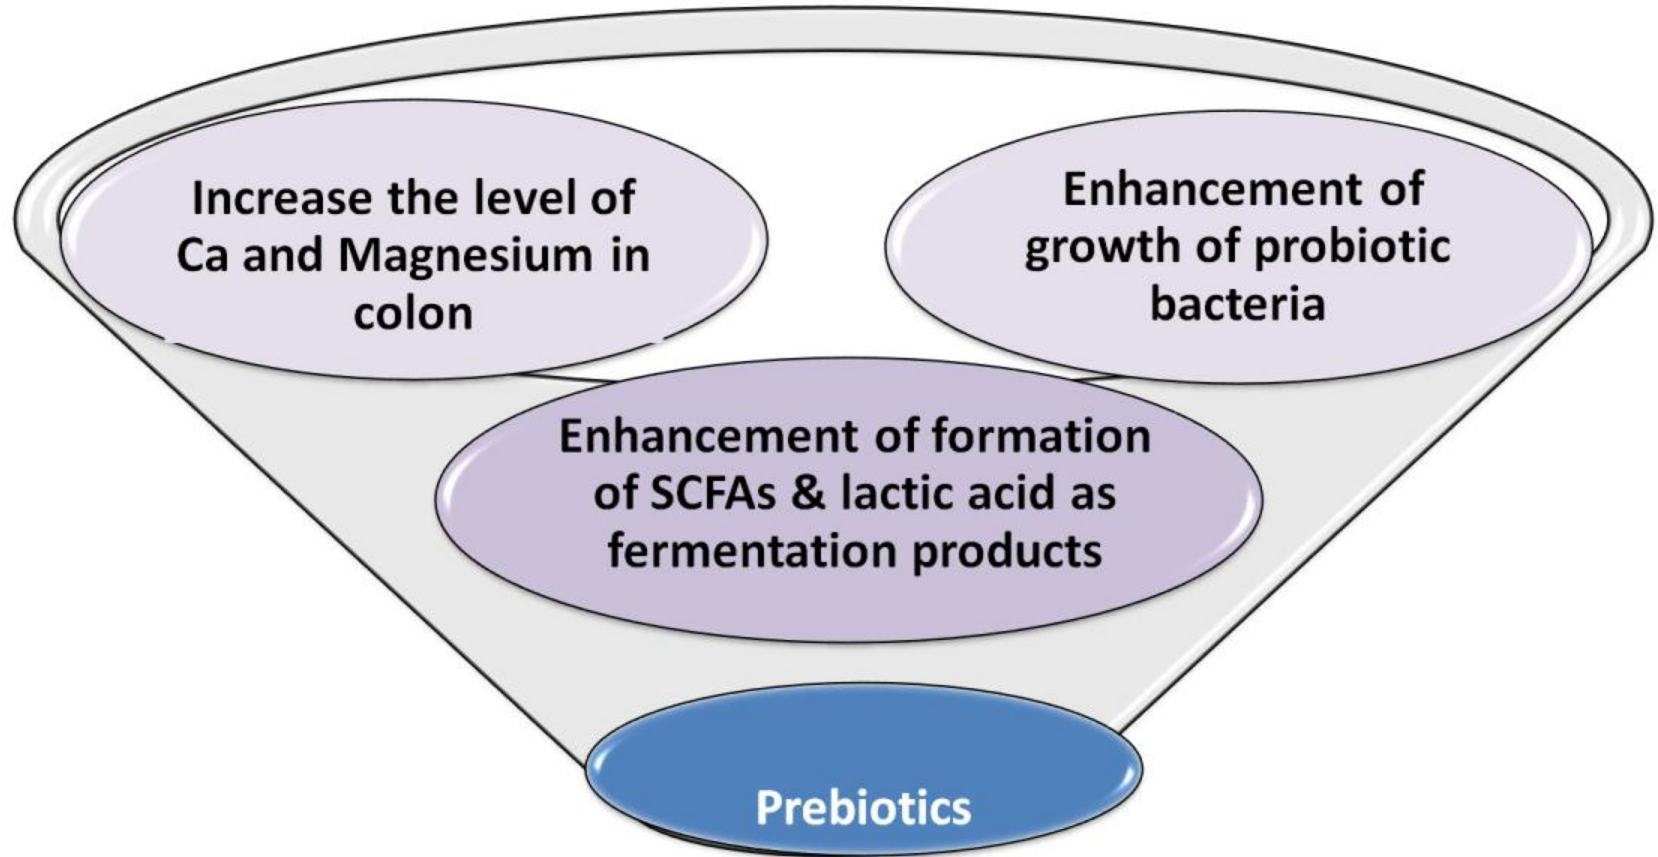 Increase the level of
Ca and Magnesium in
colon
Enhancement of
growth of probiotic
bacteria
Enhancement of formation
of SCFAs & lactic acid as
fermentation products
Prebiotics